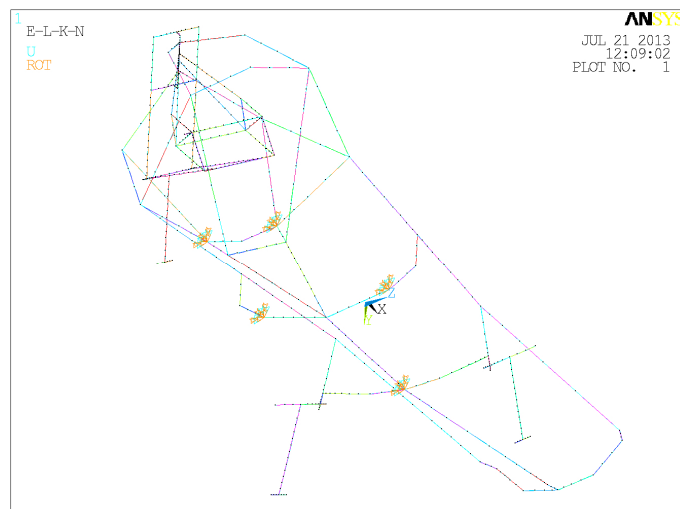 1
E-L-K-N
U
ROT
ANSYS
JUL 21 2013
12:09:02
PLOT NO. 1
Z
X
Y